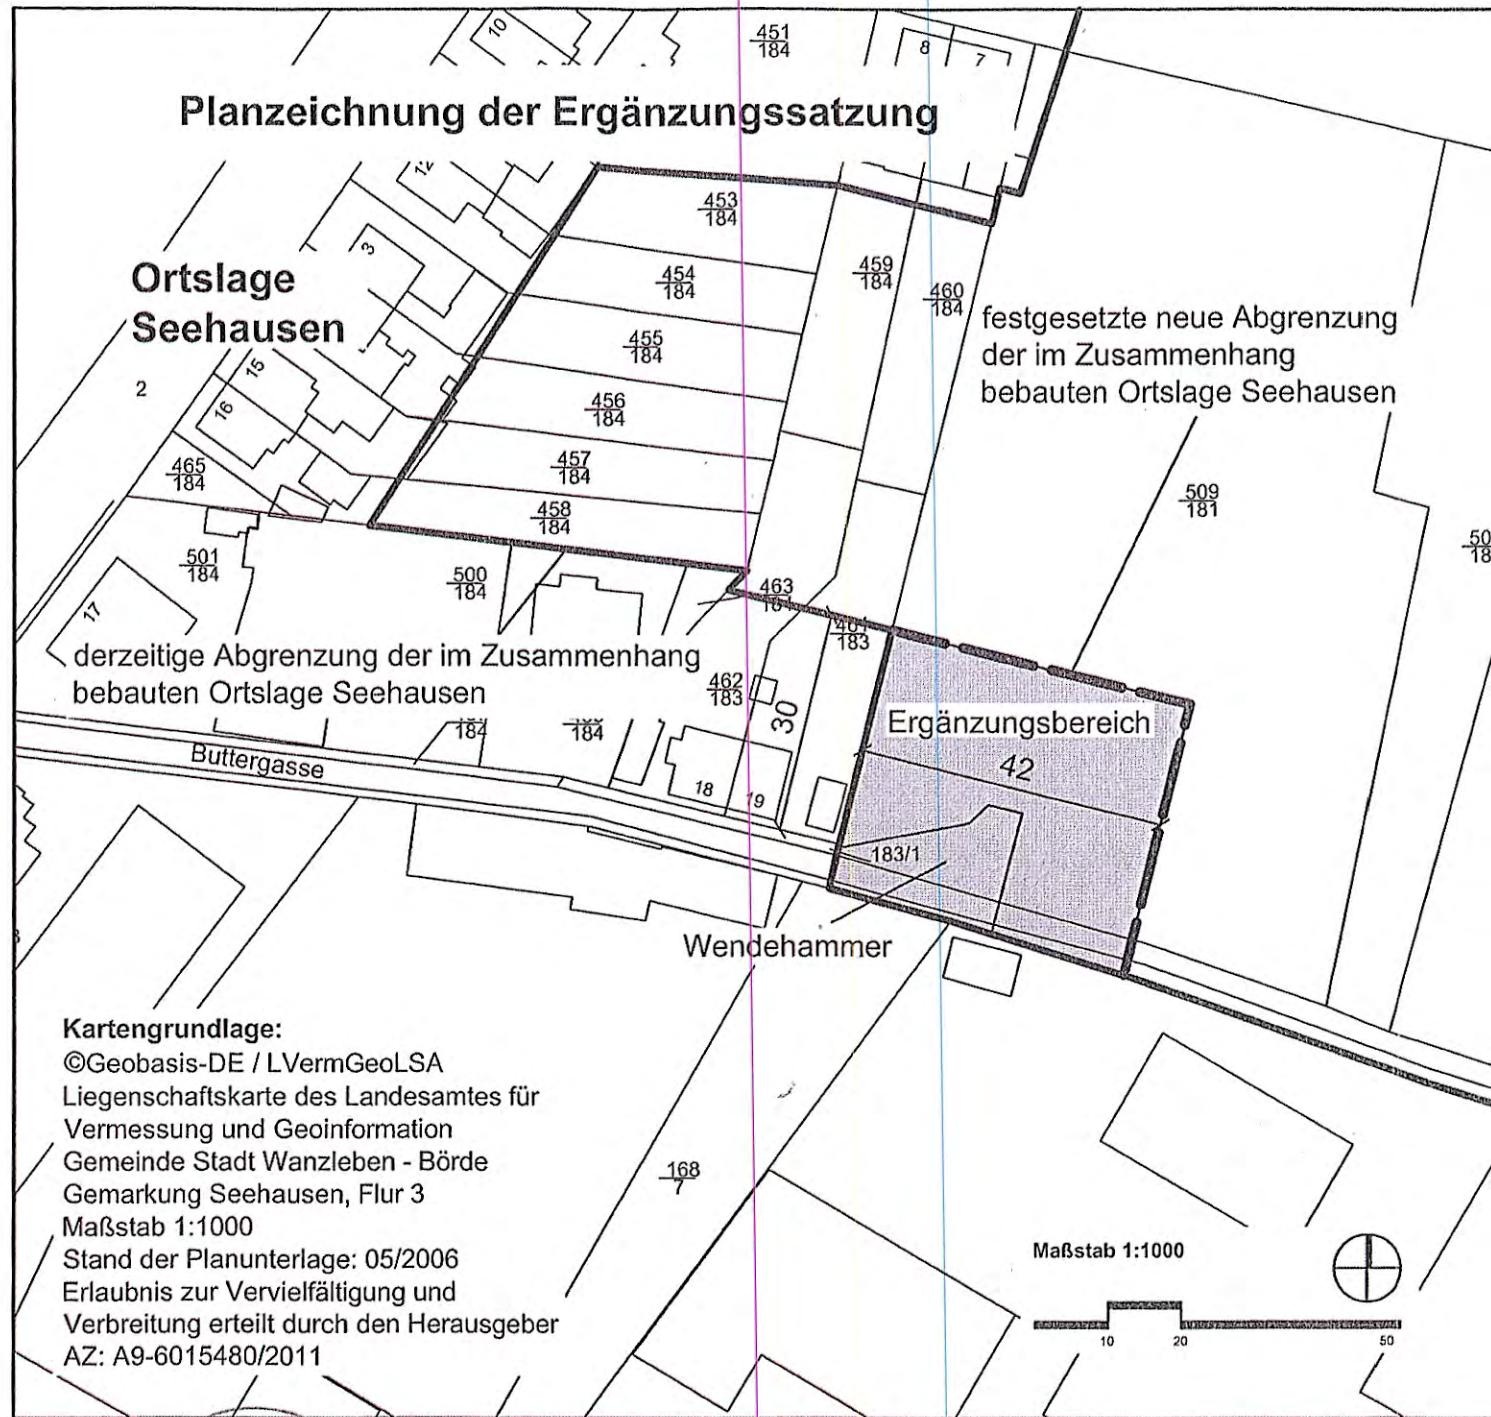 10
451
184
8
7
Planzeichnung der Ergänzungssatzung
12
453
184
3
Ortslage
Seehausen
454
184
459
184
460
184
festgesetzte neue Abgrenzung
der im Zusammenhang
bebauten Ortslage Seehausen
455
184
2
15
16
456
184
465
184
457
184
458
184
509
181
501
184
500
184
463
184
17
183
derzeitige Abgrenzung der im Zusammenhang
bebauten Ortslage Seehausen
462
183
30
Ergänzungsbereich
184
184
42
Buttergasse
18
19
183/1
Wendehammer
Kartengrundlage:
©Geobasis-DE / LVermGeoLSA
Liegenschaftskarte des Landesamtes für
Vermessung und Geoinformation
Gemeinde Stadt Wanzleben - Börde
Gemarkung Seehausen, Flur 3
Maßstab 1:1000
Stand der Planunterlage: 05/2006
Erlaubnis zur Vervielfältigung und
Verbreitung erteilt durch den Herausgeber
AZ: A9-6015480/2011
168
7
Maßstab 1:1000
10
20
50